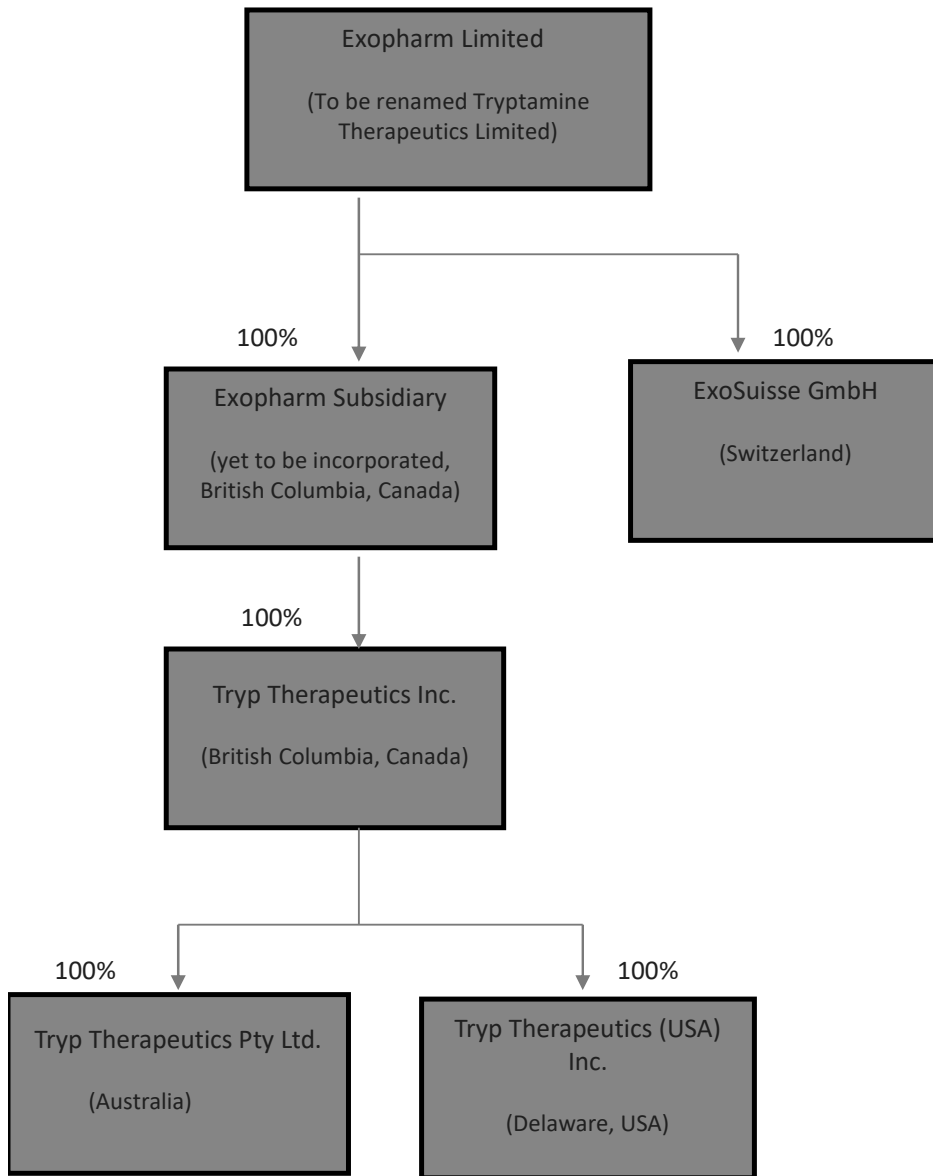 Exopharm Limited
(To be renamed Tryptamine
Therapeutics Limited)
100%
100%
Exopharm Subsidiary
(yet to be incorporated,
British Columbia, Canada)
ExoSuisse GmbH
(Switzerland)
100%
Tryp Therapeutics Inc.
(British Columbia, Canada)
100%
100%
Tryp Therapeutics Pty Ltd.
(Australia)
Tryp Therapeutics (USA)
Inc.
(Delaware, USA)